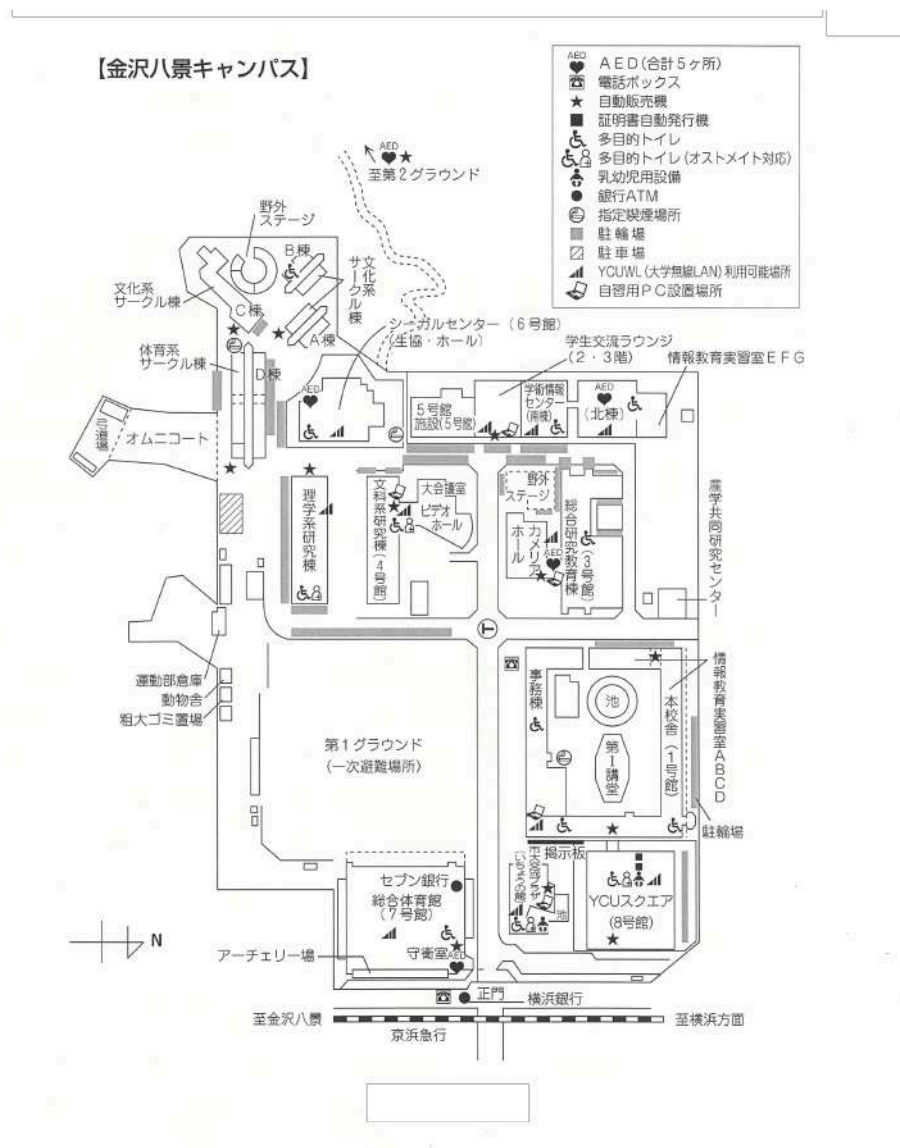 【金沢八景キャンパス】
AED
AED(合計5ヶ所)
電話ボックス
自動販売機
証明書自動発行機
多目的トイレ
多目的トイレ(オストメイト対応)
乳幼児用設備
銀行ATM
指定喫煙場所
駐輪場
駐車場
YCUWL(大学無線LAN)利用可能場所
自習用PC設置場所
AED
至第2グラウンド
野外
ステージ
B棟
文化系
サークル棟
文化系
サークル棟
C棟
A棟
シーガルセンター(6号館)
(生協・ホール)
学生交流ラウンジ
(2・3階)
情報教育実習室EFG
体育系
サークル棟
D棟
AED
5号館
施設(5号館)
学術情報
センター
(南棟)
AED
(北棟)
弓道場
オムニコート
理学系研究棟
文科系研究棟(4号館)
大会議室
ビデオ
ホール
野外
ステージ
カメリア
ホール
AED
総合研究教育棟
(3号館)
産学共同研究センター
T
運動部倉庫
動物舎
粗大ゴミ置場
第1グラウンド
(一次避難場所)
事務棟
池
第1講堂
本校舎(1号館)
情報教育実習室ABCD
駐輪場
掲示板
セブン銀行
総合体育館
(7号館)
守衛室
AED
市大交流プラザ
いちょうの館
池
YCUスクエア
(8号館)
N
アーチェリー場
正門
横浜銀行
至金沢八景
京浜急行
至横浜方面